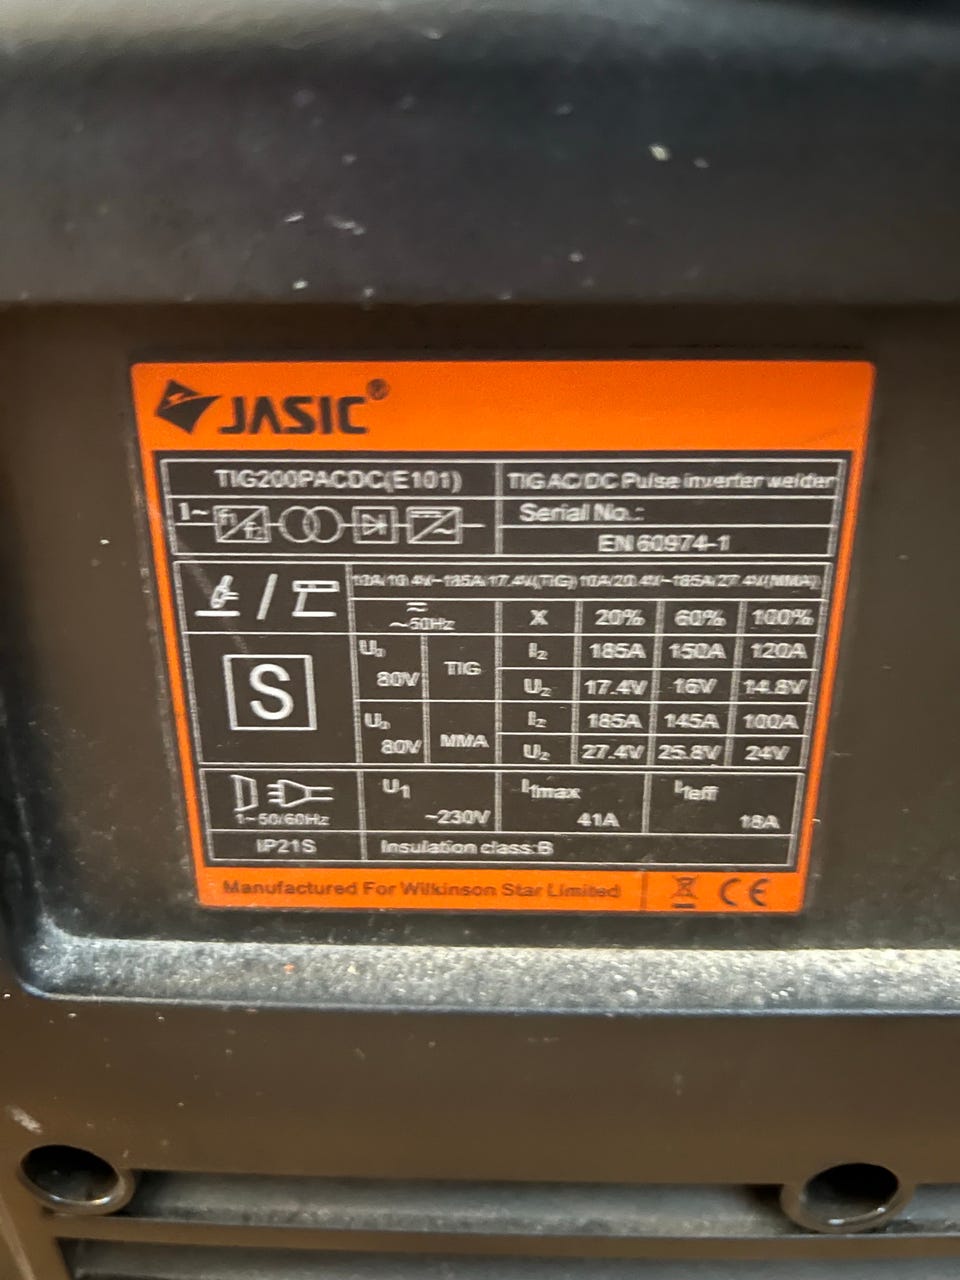 JASIC®
TIG200PACDC(E101) TIG AC/DC Pulse inverter welder
1~ f1/f2 Serial No.:
EN 60974-1
10A/10.4V~185A/17.4V(TIG) 10A/20.4V~185A/27.4V(MMA)
~50Hz X 20% 60% 100%
U₀ 80V TIG I₂ 185A 150A 120A
U₂ 17.4V 16V 14.8V
S
U₀ 80V MMA I₂ 185A 145A 100A
U₂ 27.4V 25.8V 24V
1~50/60Hz U₁ ~230V I₁max 41A I₁eff 18A
IP21S Insulation class:B
Manufactured For Wilkinson Star Limited CE